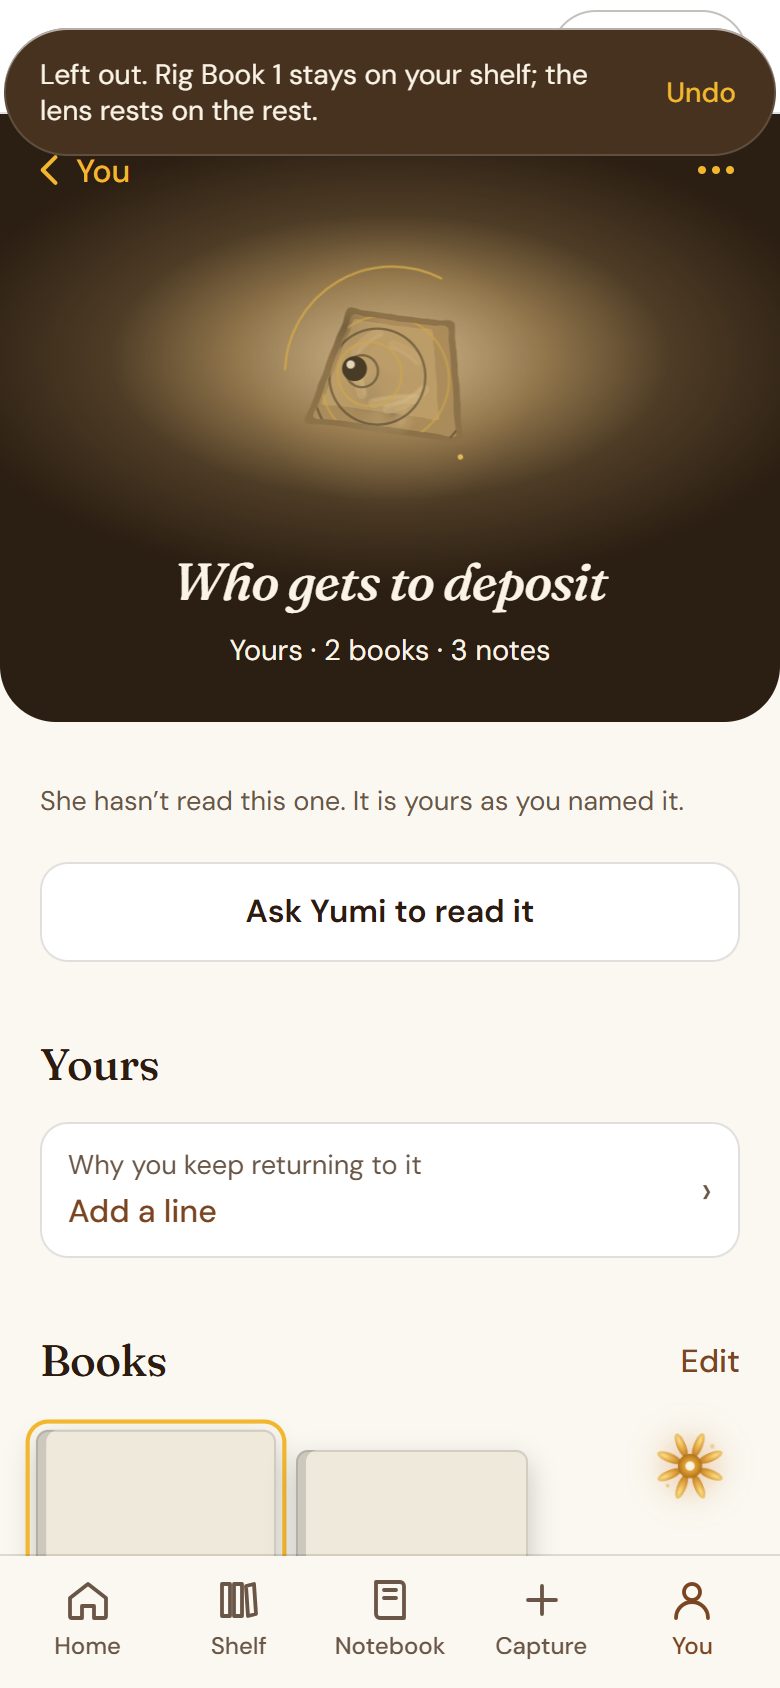 Left out. Rig Book 1 stays on your shelf; the
lens rests on the rest.
Undo
You
Who gets to deposit
Yours · 2 books · 3 notes
She hasn’t read this one. It is yours as you named it.
Ask Yumi to read it
Yours
Why you keep returning to it
Add a line
Books
Edit
Home
Shelf
Notebook
Capture
You